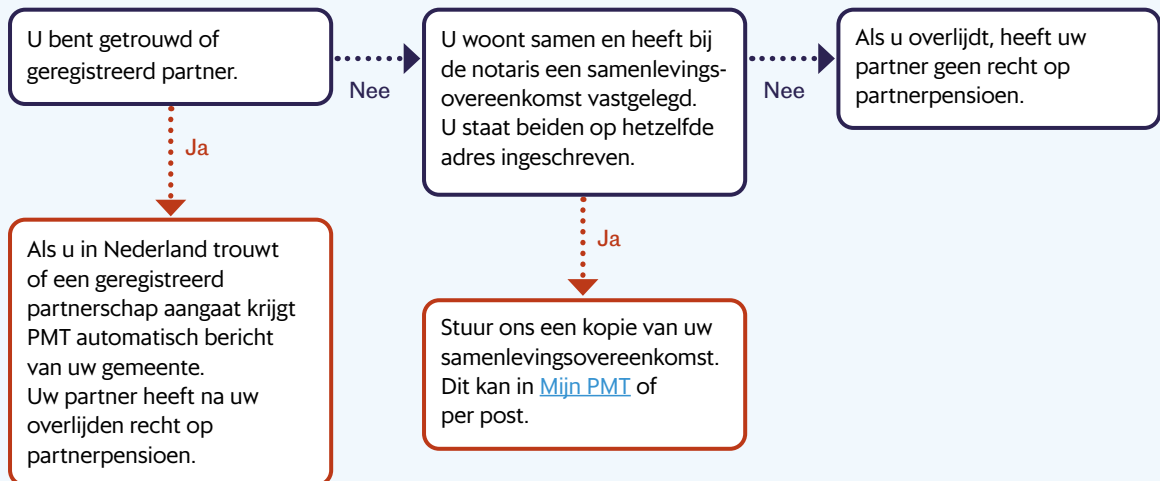 U bent getrouwd of
geregistreerd partner.
Nee
U woont samen en heeft bij
de notaris een samenlevings-
overeenkomst vastgelegd.
U staat beiden op hetzelfde
adres ingeschreven.
Nee
Als u overlijdt, heeft uw
partner geen recht op
partnerpensioen.
Ja
Als u in Nederland trouwt
of een geregistreerd
partnerschap aangaat krijgt
PMT automatisch bericht
van uw gemeente.
Uw partner heeft na uw
overlijden recht op
partnerpensioen.
Ja
Stuur ons een kopie van uw
samenlevingsovereenkomst.
Dit kan in Mijn PMT of
per post.